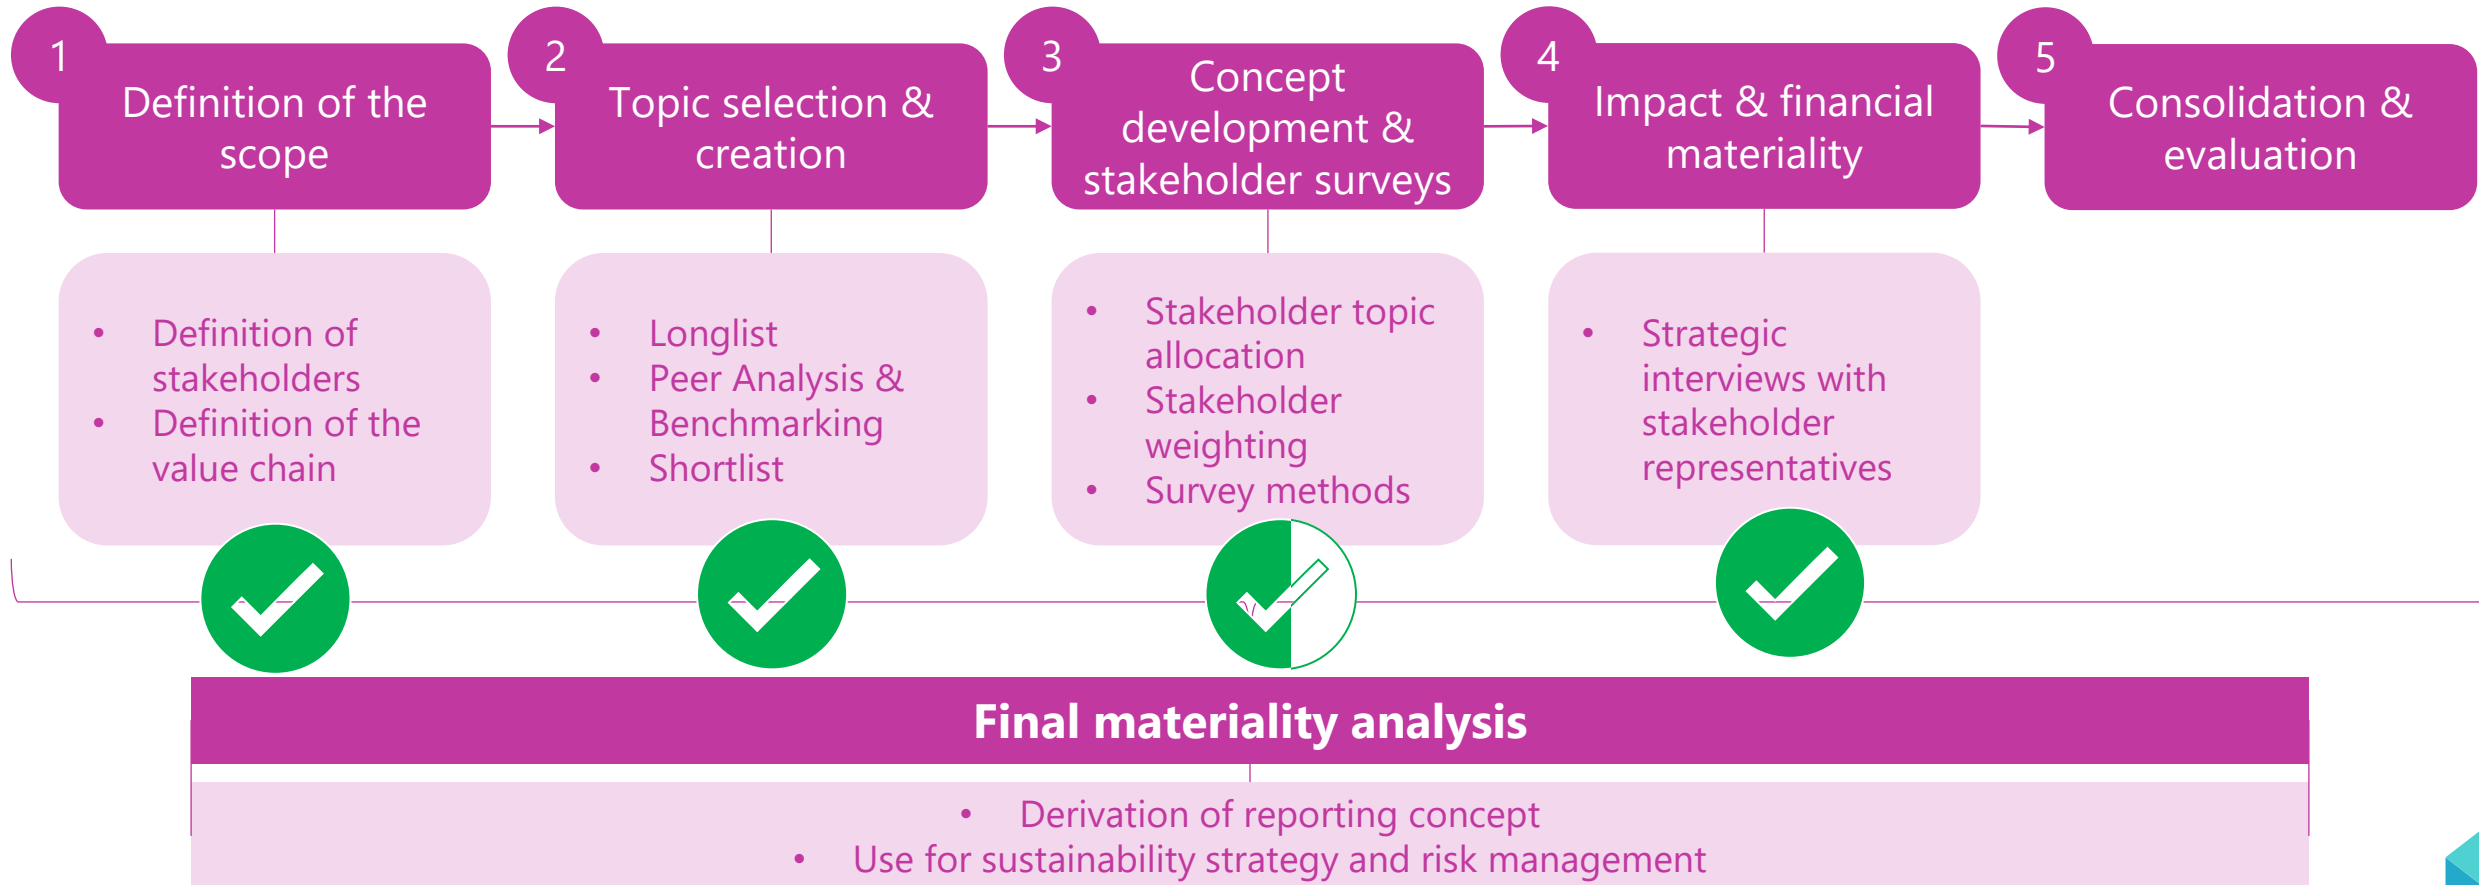 1
Definition of the
scope
2
Topic selection &
creation
3
Concept
development &
stakeholder surveys
4
Impact & financial
materiality
5
Consolidation &
evaluation
• Definition of
stakeholders
• Definition of the
value chain
• Longlist
• Peer Analysis &
Benchmarking
• Shortlist
• Stakeholder topic
allocation
• Stakeholder
weighting
• Survey methods
• Strategic
interviews with
stakeholder
representatives
Final materiality analysis
• Derivation of reporting concept
• Use for sustainability strategy and risk management